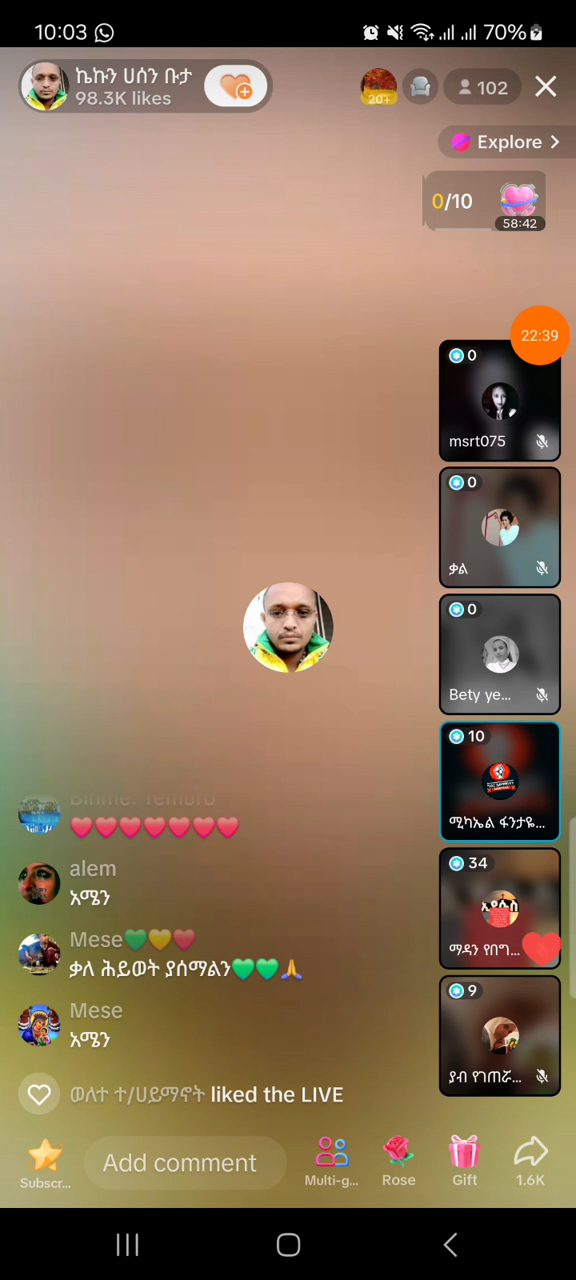 10:03
70%
ኬኩን ሀሰን ቡታ
98.3K likes
20+
102
Explore
0/10
58:42
22:39
0
msrt075
0
ቃል
0
Bety ye...
10
ሚካኤል ፋንታዬ...
34
ማዳን የበግ...
9
ያብ የገጠሯ...
alem
አሜን
Mese💚💛❤️
ቃለ ሕይወት ያሰማልን💚💚🙏
Mese
አሜን
ወለተ ተ/ሀይማኖት liked the LIVE
Subscr...
Add comment
Multi-g...
Rose
Gift
1.6K